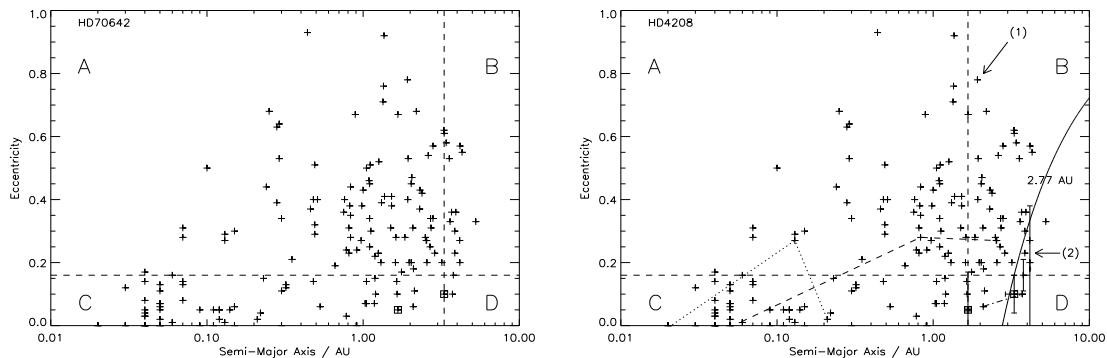 HD70642
A
B
C
D
Eccentricity
1.0
0.8
0.6
0.4
0.2
0.0
0.01
0.10
1.00
10.00
Semi-Major Axis / AU
HD4208
(1)
A
B
2.77 AU
(2)
C
D
Eccentricity
1.0
0.8
0.6
0.4
0.2
0.0
0.01
0.10
1.00
10.00
Semi-Major Axis / AU